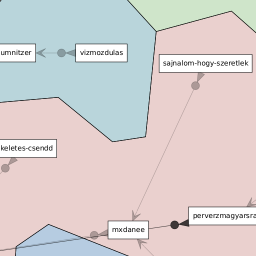 umnitzer
vizmozdulas
sajnalom-hogy-szeretlek
keletes-csendd
perverzmagyarsra
mxdanee